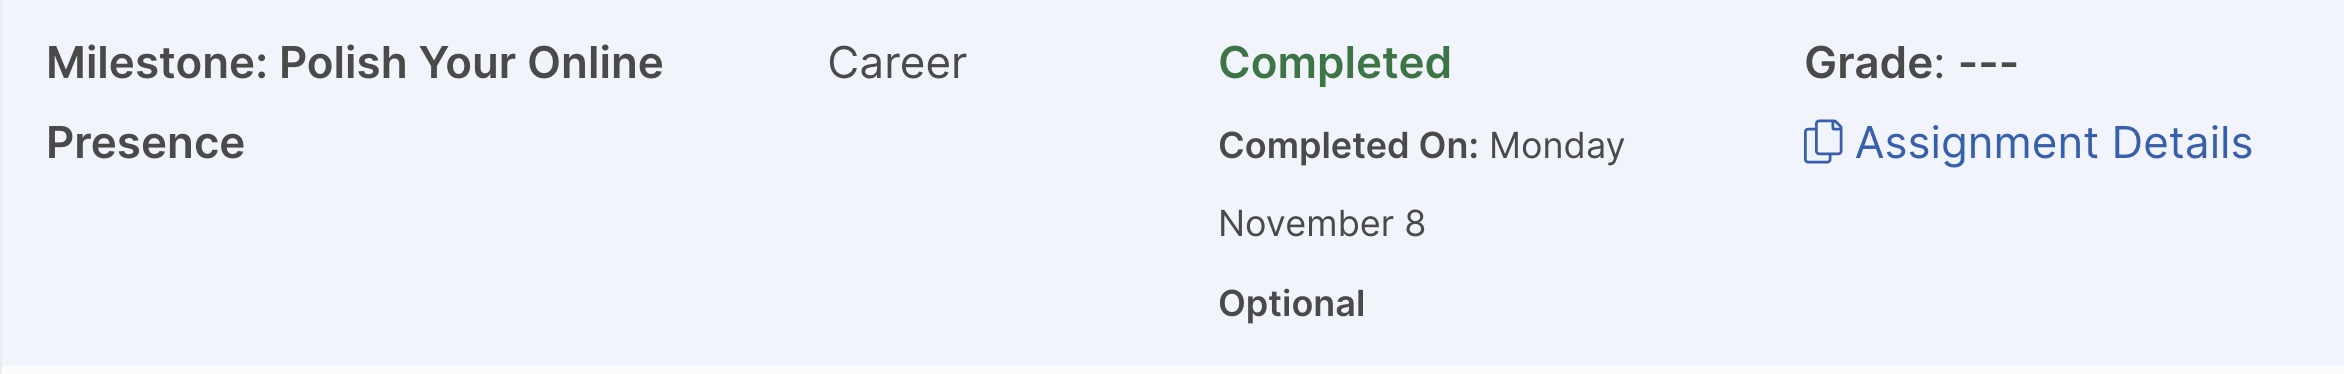 Milestone: Polish Your Online
Presence
Career
Completed
Completed On: Monday
November 8
Optional
Grade: ---
Assignment Details